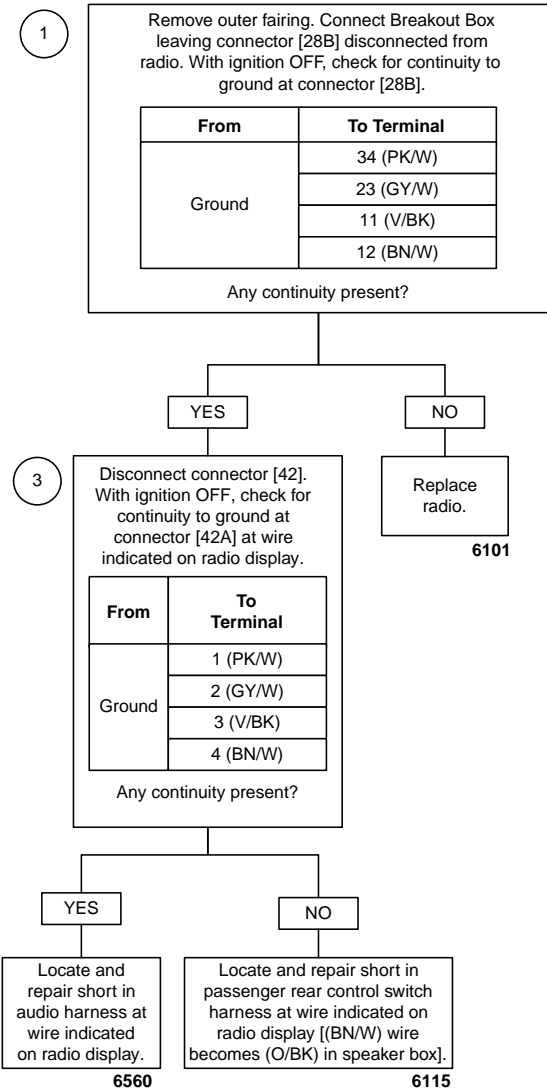 1
Remove outer fairing. Connect Breakout Box
leaving connector [28B] disconnected from
radio. With ignition OFF, check for continuity to
ground at connector [28B].
From To Terminal
Ground
34 (PK/W)
23 (GY/W)
11 (V/BK)
12 (BN/W)
Any continuity present?
YES NO
3
Disconnect connector [42].
With ignition OFF, check for
continuity to ground at
connector [42A] at wire
indicated on radio display.
Replace
radio.
6101
From To
Terminal
Ground
1 (PK/W)
2 (GY/W)
3 (V/BK)
4 (BN/W)
Any continuity present?
YES NO
Locate and
repair short in
audio harness at
wire indicated
on radio display.
6560
Locate and repair short in
passenger rear control switch
harness at wire indicated on
radio display [(BN/W) wire
becomes (O/BK) in speaker box].
6115